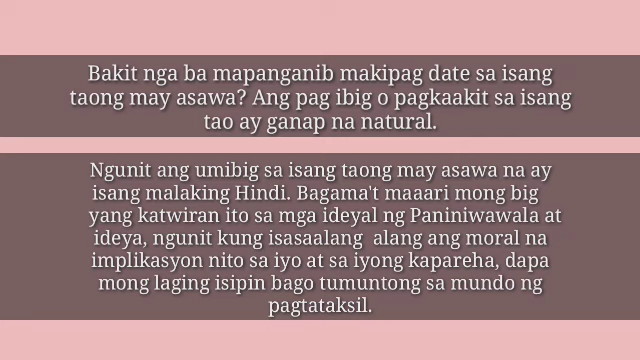 Bakit nga ba mapanganib makipag date sa isang
taong may asawa? Ang pag ibig o pagkaakit sa isang
tao ay ganap na natural.
Ngunit ang umibig sa isang taong may asawa na ay
isang malaking Hindi. Bagama't maaari mong big
yang katwiran ito sa mga ideyal ng Paniniwawala at
ideya, ngunit kung isasaalang  alang ang moral na
implikasyon nito sa iyo at sa iyong kapareha, dapa
mong laging isipin bago tumuntong sa mundo ng
pagtataksil.